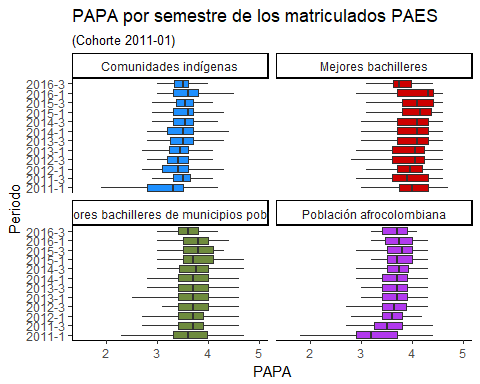 PAPA por semestre de los matriculados PAES
(Cohorte 2011-01)
Comunidades indígenas
Mejores bachilleres
2016-3
2016-1
2015-3
2015-1
2014-3
2014-1
2013-3
2013-1
2012-3
2012-1
2011-3
2011-1
ores bachilleres de municipios pob
Población afrocolombiana
2016-3
2016-1
2015-3
2015-1
2014-3
2014-1
2013-3
2013-1
2012-3
2012-1
2011-3
2011-1
Periodo
2 3 4 5
2 3 4 5
PAPA